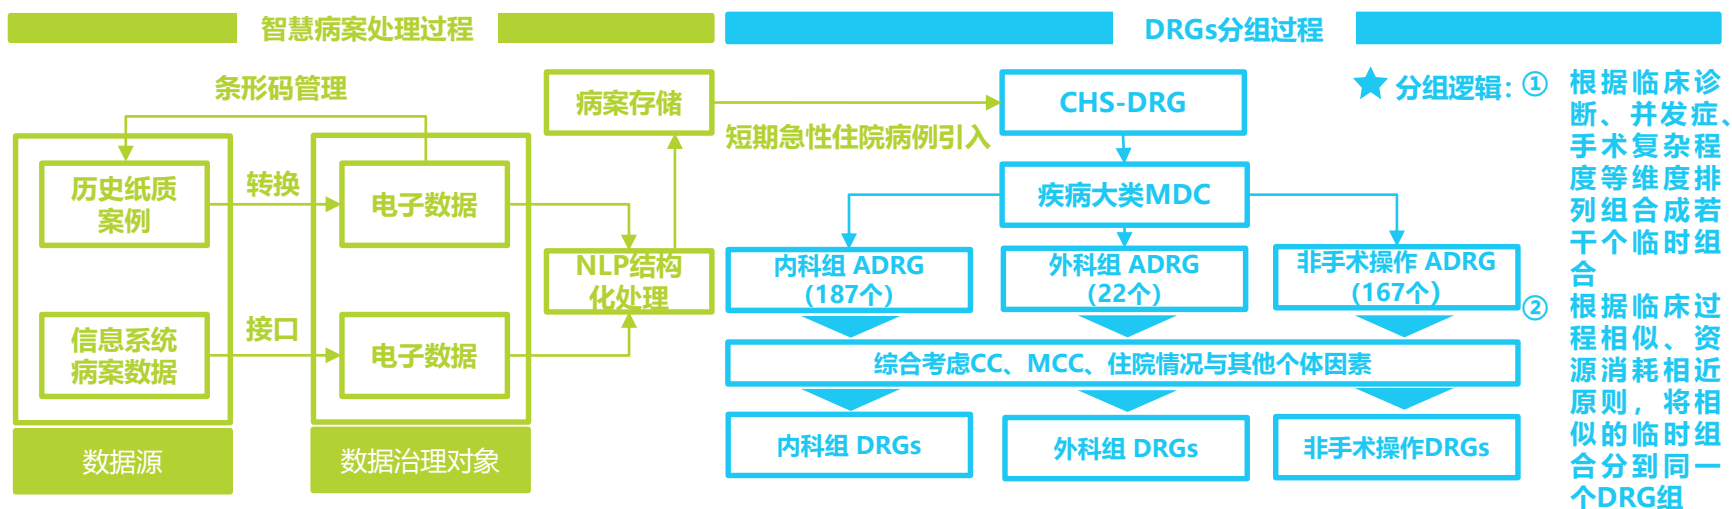 智慧病案处理过程
DRGs分组过程
条形码管理
历史纸质
案例
转换
电子数据
信息系统
病案数据
接口
电子数据
数据源
数据治理对象
病案存储
NLP结构
化处理
短期急性住院病例引入
CHS-DRG
疾病大类MDC
内科组 ADRG
（187个）
外科组 ADRG
（22个）
非手术操作 ADRG
（167个）
综合考虑CC、MCC、住院情况与其他个体因素
内科组 DRGs
外科组 DRGs
非手术操作DRGs
分组逻辑：
① 根据临床诊
断、并发症、
手术复杂程
度等维度排
列组合成若
干个临时组
合
② 根据临床过
程相似、资
源消耗相近
原则，将相
似的临时组
合分到同一
个DRG组